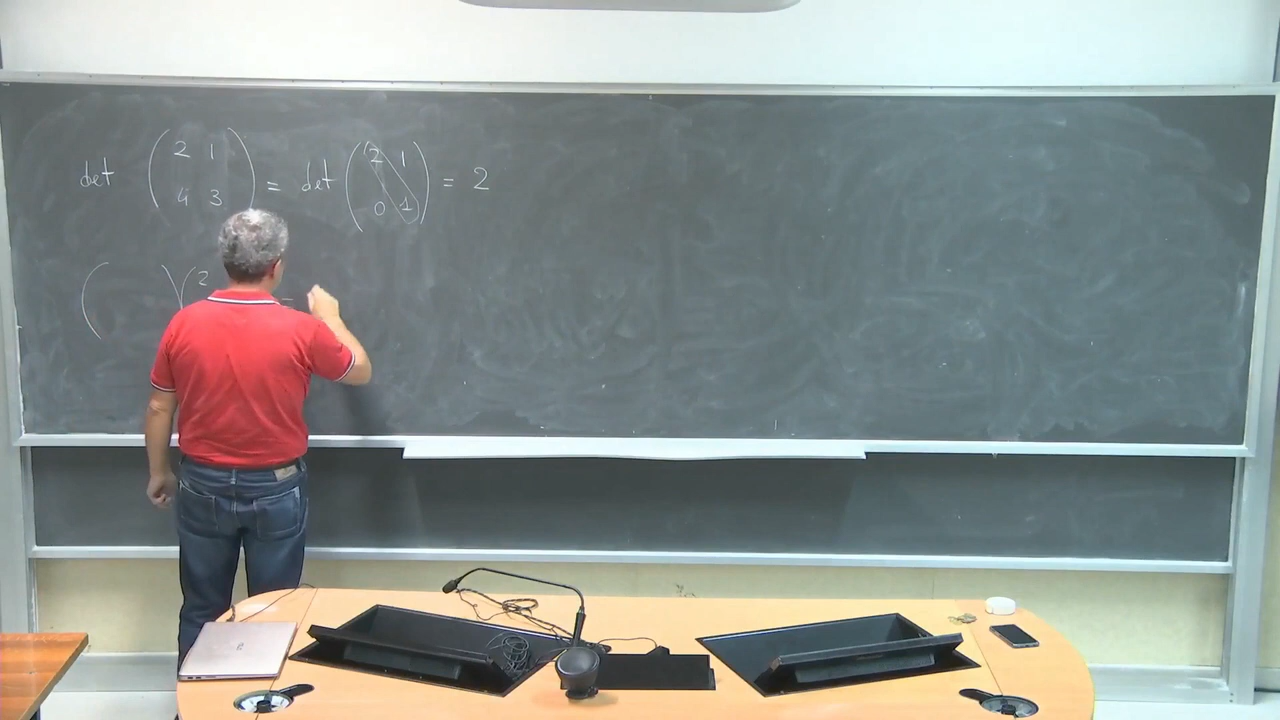 det ( 2 1 ) = det ( 2 1 ) = 2
4 3 0 1
( ) ( 2 =